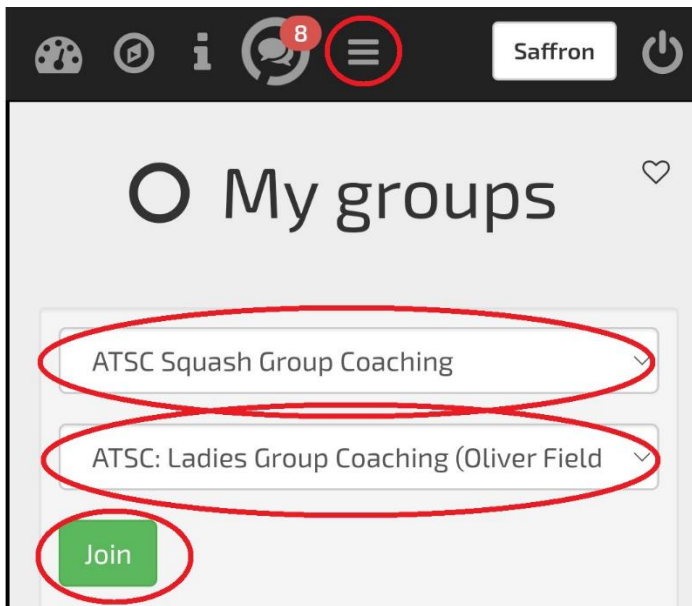 8
Saffron
My groups
ATSC Squash Group Coaching
ATSC: Ladies Group Coaching (Oliver Field
Join